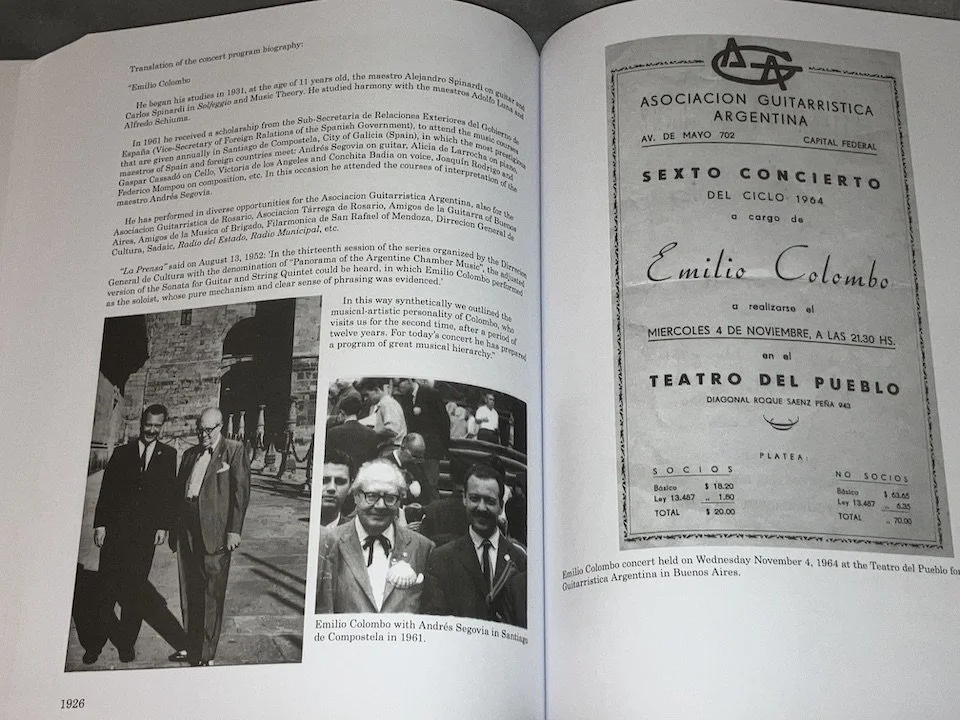 Translation of the concert program biography:
"Emilio Colombo
He began his studies in 1931, at the age of 11 years old, the maestro Alejandro Spinardi on guitar and
Carlos Spinardi in Solfeggio and Music Theory. He studied harmony with the maestros Adolfo Luna and
Alfredo Schiuma.
In 1961 he received a scholarship from the Sub-Secretaria de Relaciones Exteriores del Gobierno de
España (Vice-Secretary of Foreign Ralations of the Spanish Government), to attend the music courses
that are given annually in Santiago de Compostela, City of Galicia (Spain), in which the most prestigious
maestros of Spain and foreign countries meet: Andrés Segovia on guitar, Alicia de Larrocha on piano,
Gaspar Cassadó on Cello, Victoria de los Angeles and Conchita Badia on voice, Joaquín Rodrigo and
Federico Mompou on composition, etc. In this occasion he attended the courses of interpretation of the
maestro Andrés Segovia.
He has performed in diverse opportunities for the Asociacion Guitarristica Argentina, also for the
Asociacion Guitarristica de Rosario, Asociacion Tárrega de Rosario, Amigos de la Guitarra of Buenos
Aires, Amigos de la Musica of Brigado, Filarmonica de San Rafael of Mendoza, Dirrecion General de
Cultura, Sadaic, Radio del Estado, Radio Municipal, etc.
"La Prensa" said on August 13, 1952: 'In the thirteenth session of the series organized by the Dirrecion
General de Cultura with the denomination of "Panorama of the Argentine Chamber Music", the adjusted
version of the Sonata for Guitar and String Quintet could be heard, in which Emilio Colombo performed
as the soloist, whose pure mechanism and clear sense of phrasing was evidenced.'
In this way synthetically we outlined the
musical-artistic personality of Colombo, who
visits us for the second time, after a period of
twelve years. For today's concert he has prepared
a program of great musical hierarchy."
Emilio Colombo with Andrés Segovia in Santiago
de Compostela in 1961.
1926
AGA
ASOCIACION GUITARRISTICA
ARGENTINA
AV. DE MAYO 702 CAPITAL FEDERAL
SEXTO CONCIERTO
DEL CICLO 1964
a cargo de
Emilio Colombo
a realizarse el
MIERCOLES 4 DE NOVIEMBRE, A LAS 21.30 HS.
en el
TEATRO DEL PUEBLO
DIAGONAL ROQUE SAENZ PEÑA 943
PLATEA:
SOCIOS
Básico $ 18.20
Ley 13.487 „ 1.80
TOTAL $ 20.00
NO SOCIOS
Básico $ 63.65
Ley 13.487 „ 6.35
TOTAL „ 70.00
Emilio Colombo concert held on Wednesday November 4, 1964 at the Teatro del Pueblo for
Guitarristica Argentina in Buenos Aires.